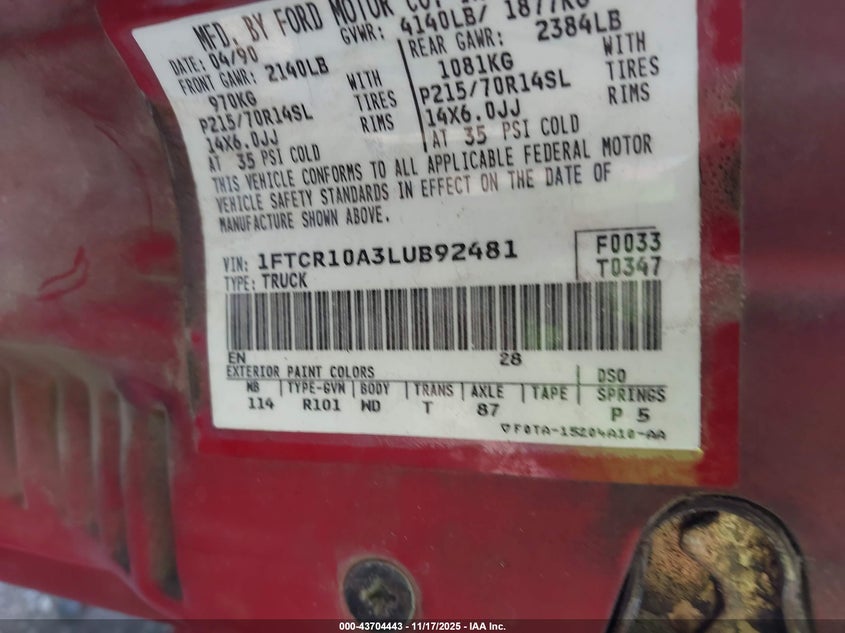 MFD. BY FORD MOTOR CO.
DATE: 04/90 GVWR: 4140LB/ 1877KG
FRONT GAWR: 2140LB REAR GAWR: 2384LB
970KG WITH 1081KG WITH
P215/70R14SL TIRES P215/70R14SL TIRES
14X6.0JJ RIMS 14X6.0JJ RIMS
AT 35 PSI COLD AT 35 PSI COLD
THIS VEHICLE CONFORMS TO ALL APPLICABLE FEDERAL MOTOR
VEHICLE SAFETY STANDARDS IN EFFECT ON THE DATE OF
MANUFACTURE SHOWN ABOVE.
VIN: 1FTCR10A3LUB92481 F0033
TYPE: TRUCK T0347
EN 28
EXTERIOR PAINT COLORS DSO
WB TYPE-GVW BODY TRANS AXLE TAPE SPRINGS
114 R101 WD T 87 P 5
F0TA-15204A10-AA
000-43704443 - 11/17/2025 - IAA Inc.